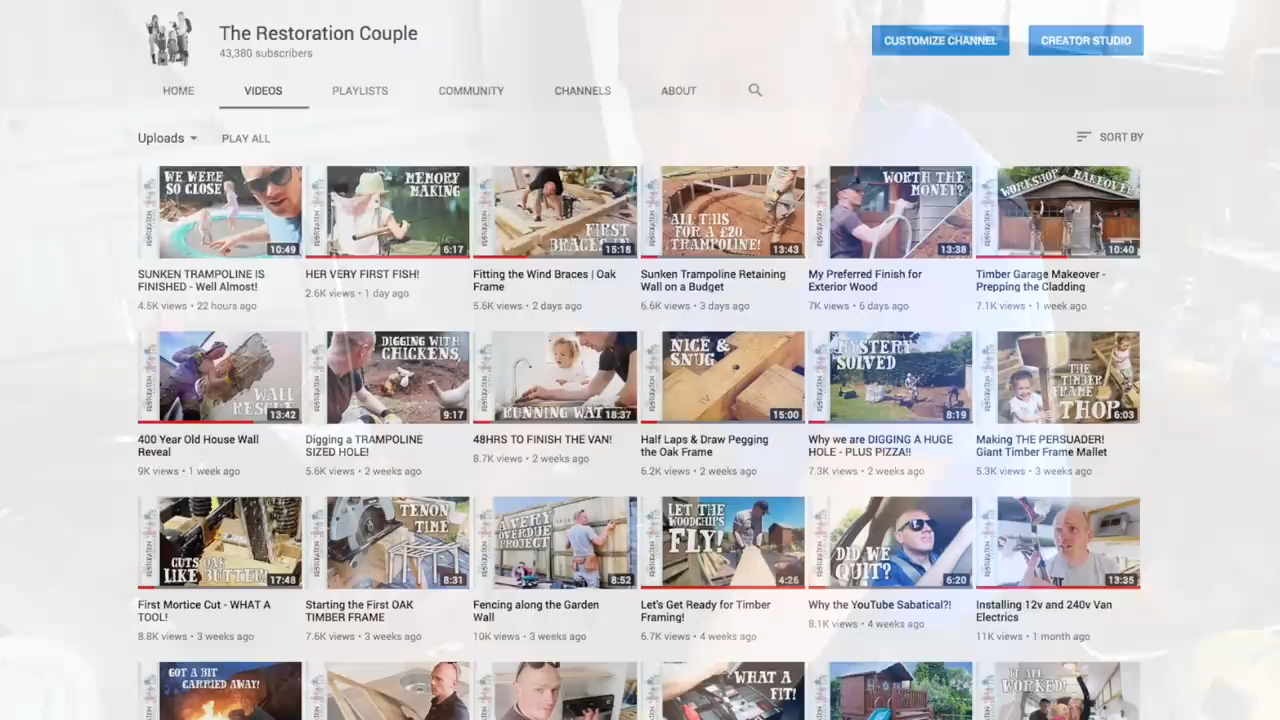 The Restoration Couple
43,380 subscribers
CUSTOMIZE CHANNEL
CREATOR STUDIO
HOME
VIDEOS
PLAYLISTS
COMMUNITY
CHANNELS
ABOUT
Uploads
PLAY ALL
SORT BY
WE WERE
SO CLOSE
10:49
MEMORY
MAKING
6:17
FIRST
BRACES IN
15:18
ALL THIS
FOR A £20
TRAMPOLINE!
13:43
WORTH THE
MONEY?
13:38
WORKSHOP MAKEOVER
10:40
SUNKEN TRAMPOLINE IS
FINISHED - Well Almost!
4.5K views • 22 hours ago
HER VERY FIRST FISH!
2.6K views • 1 day ago
Fitting the Wind Braces | Oak
Frame
5.6K views • 2 days ago
Sunken Trampoline Retaining
Wall on a Budget
6.6K views • 3 days ago
My Preferred Finish for
Exterior Wood
7K views • 6 days ago
Timber Garage Makeover -
Prepping the Cladding
7.1K views • 1 week ago
WALL
RESCUE
13:42
DIGGING WITH
CHICKENS,
9:17
RUNNING WAT
18:37
NICE &
SNUG
15:00
MYSTERY
SOLVED
8:19
THE
TIMBER
FRAME
THOP
6:03
400 Year Old House Wall
Reveal
9K views • 1 week ago
Digging a TRAMPOLINE
SIZED HOLE!
5.6K views • 2 weeks ago
48HRS TO FINISH THE VAN!
8.7K views • 2 weeks ago
Half Laps & Draw Pegging
the Oak Frame
6.2K views • 2 weeks ago
Why we are DIGGING A HUGE
HOLE - PLUS PIZZA!!
7.3K views • 2 weeks ago
Making THE PERSUADER!
Giant Timber Frame Mallet
5.3K views • 3 weeks ago
CUTS OAK
LIKE BUTTER!
17:48
TENON
TIME
8:31
A VERY
OVERDUE
PROJECT
8:52
LET THE
WOODCHIPS
FLY!
4:26
DID WE
QUIT?
6:20
13:35
First Mortice Cut - WHAT A
TOOL!
8.8K views • 3 weeks ago
Starting the First OAK
TIMBER FRAME
7.6K views • 3 weeks ago
Fencing along the Garden
Wall
10K views • 3 weeks ago
Let's Get Ready for Timber
Framing!
6.7K views • 4 weeks ago
Why the YouTube Sabatical?!
8.1K views • 4 weeks ago
Installing 12v and 240v Van
Electrics
11K views • 1 month ago
GOT A BIT
CARRIED AWAY!
WHAT A
FIT!
IT ALL
WORKED!